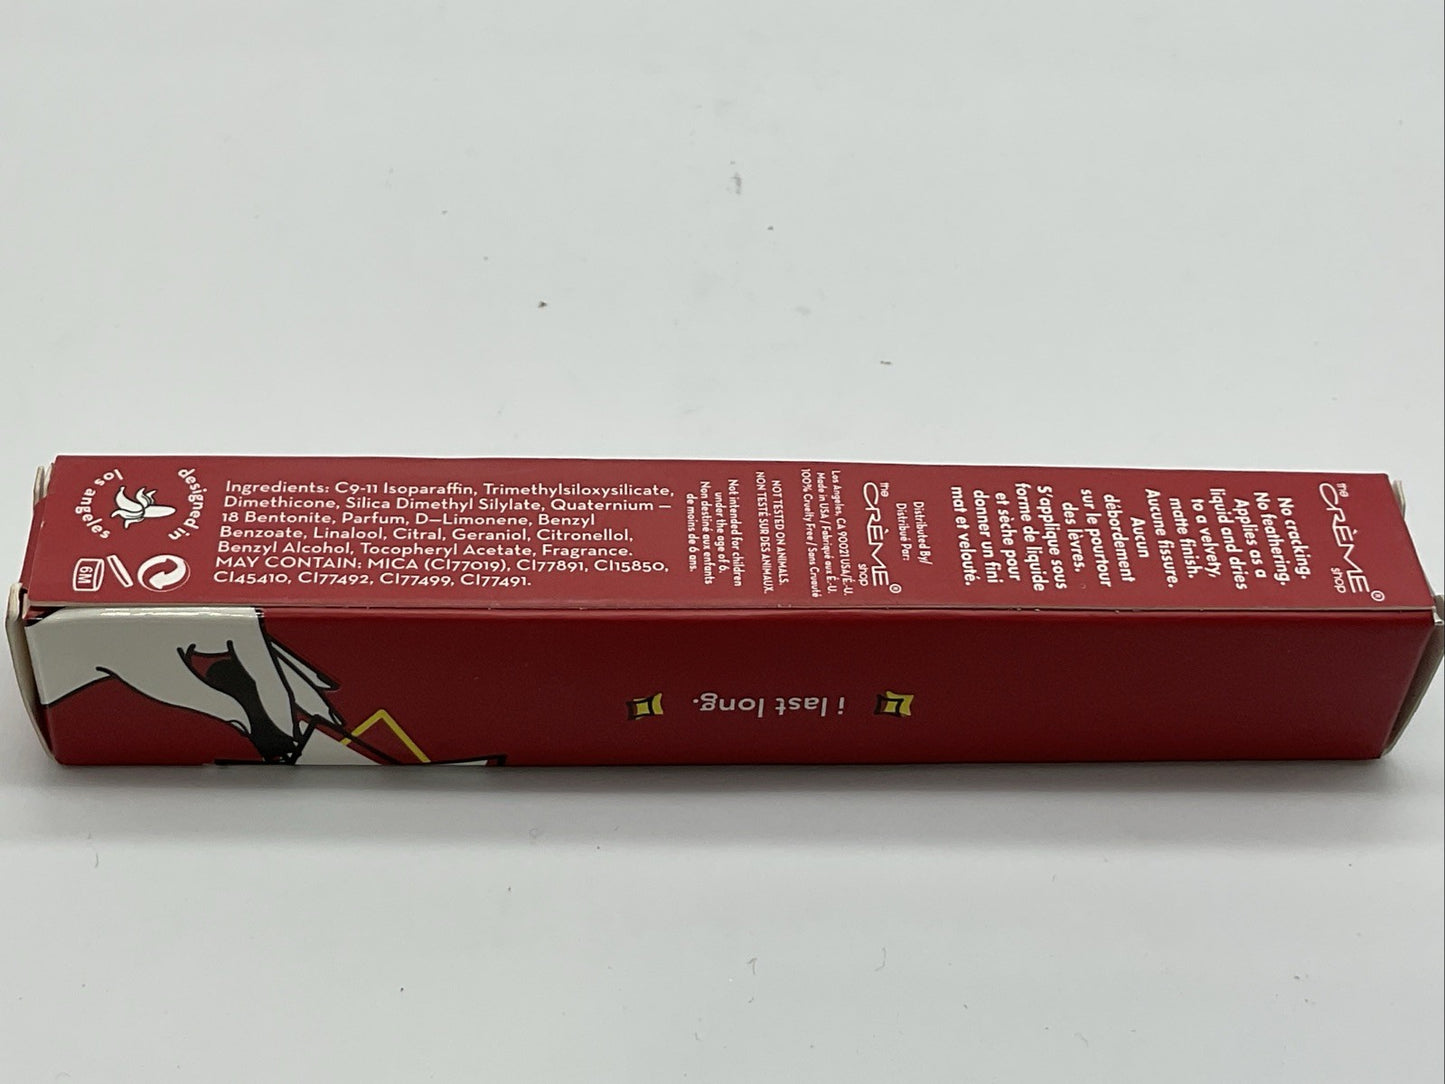 designed in
los angeles
6M
Ingredients: C9-11 Isoparaffin, Trimethylsiloxysilicate,
Dimethicone, Silica Dimethyl Silylate, Quaternium –
18 Bentonite, Parfum, D–Limonene, Benzyl
Benzoate, Linalool, Citral, Geraniol, Citronellol,
Benzyl Alcohol, Tocopheryl Acetate, Fragrance.
MAY CONTAIN: MICA (CI77019), CI77891, CI15850,
CI45410, CI77492, CI77499, CI77491.
the
CRÈME®
shop
No cracking.
No feathering.
Applies as a
liquid and dries
to a velvety,
matte finish.
Aucune fissure.
Aucun
débordement
sur le pourtour
des lèvres.
S'applique sous
forme de liquide
et sèche pour
donner un fini
mat et velouté.
Distributed By/
Distribué Par:
the
CRÈME®
shop
Los Angeles, CA 90021 USA/E.-U.
Made in USA / Fabriqué aux É.-U.
100% Cruelty Free / Sans Cruauté
NOT TESTED ON ANIMALS.
NON TESTÉ SUR DES ANIMAUX.
Not intended for children
under the age of 6.
Non destiné aux enfants
de moins de 6 ans.
i last long.